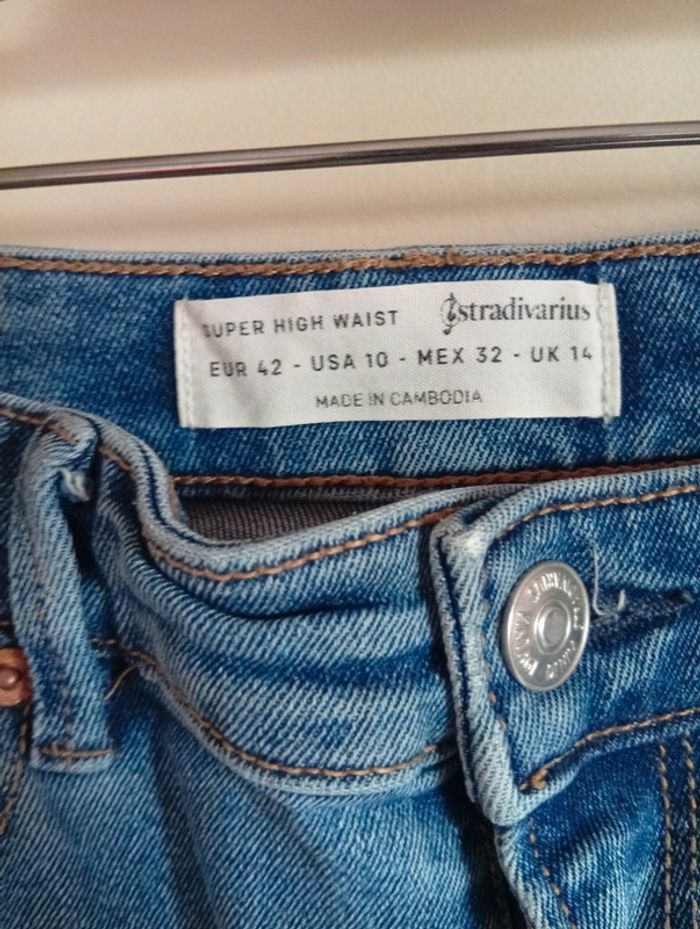 SUPER HIGH WAIST stradivarius
EUR 42 - USA 10 - MEX 32 - UK 14
MADE IN CAMBODIA